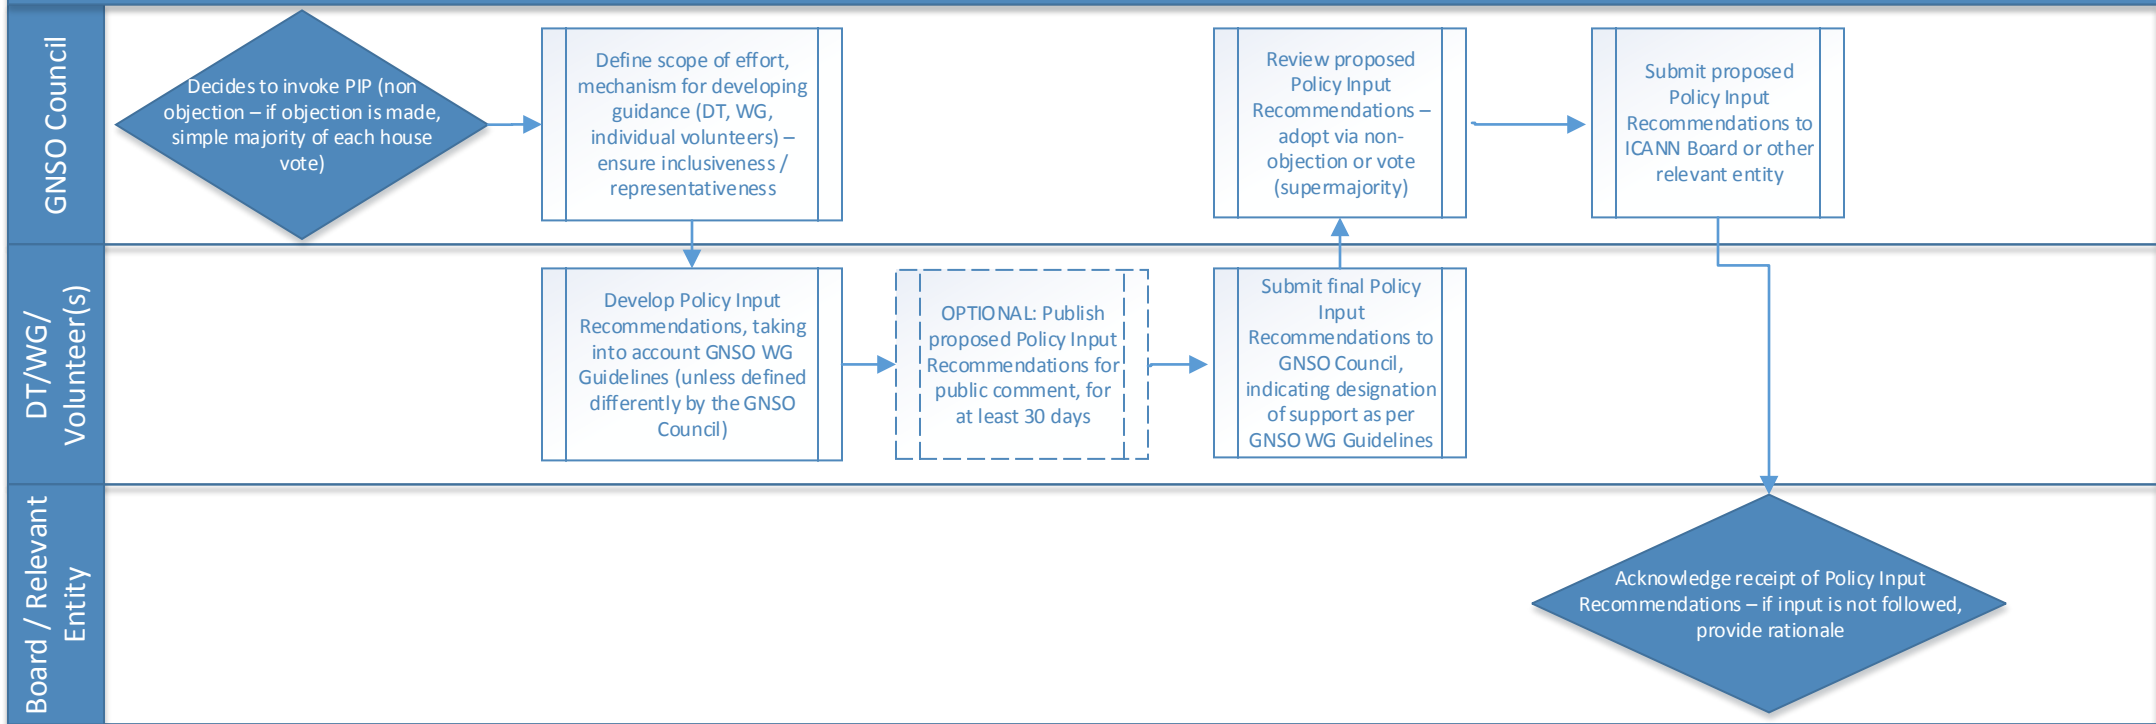 GNSO Council
Decides to invoke PIP (non
objection – if objection is made,
simple majority of each house
vote)
Define scope of effort,
mechanism for developing
guidance (DT, WG,
individual volunteers) –
ensure inclusiveness /
representativeness
Review proposed
Policy Input
Recommendations –
adopt via non-
objection or vote
(supermajority)
Submit proposed
Policy Input
Recommendations to
ICANN Board or other
relevant entity
DT/WG/
Volunteer(s)
Develop Policy Input
Recommendations, taking
into account GNSO WG
Guidelines (unless defined
differently by the GNSO
Council)
OPTIONAL: Publish
proposed Policy Input
Recommendations for
public comment, for
at least 30 days
Submit final Policy
Input
Recommendations to
GNSO Council,
indicating designation
of support as per
GNSO WG Guidelines
Board / Relevant
Entity
Acknowledge receipt of Policy Input
Recommendations – if input is not followed,
provide rationale